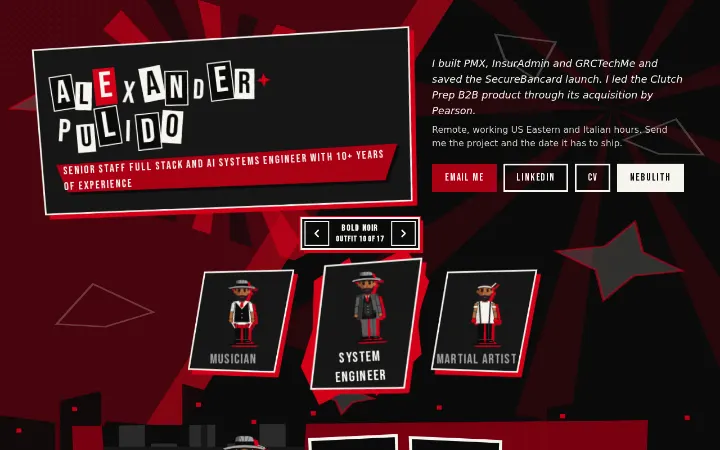 ALEXANDER
PULIDO
SENIOR STAFF FULL STACK AND AI SYSTEMS ENGINEER WITH 10+ YEARS
OF EXPERIENCE
I built PMX, InsurAdmin and GRCTechMe and
saved the SecureBancard launch. I led the Clutch
Prep B2B product through its acquisition by
Pearson.
Remote, working US Eastern and Italian hours. Send
me the project and the date it has to ship.
EMAIL ME
LINKEDIN
CV
NEBULITH
BOLD NOIR
OUTFIT 10 OF 17
MUSICIAN
SYSTEM
ENGINEER
MARTIAL ARTIST